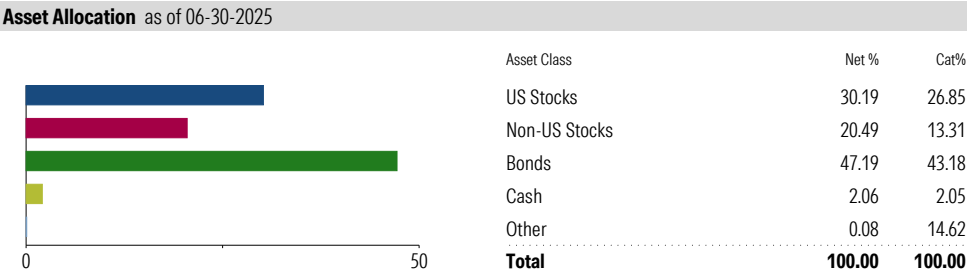 Asset Allocation as of 06-30-2025
Asset Class Net % Cat%
US Stocks 30.19 26.85
Non-US Stocks 20.49 13.31
Bonds 47.19 43.18
Cash 2.06 2.05
Other 0.08 14.62
Total 100.00 100.00
0 50